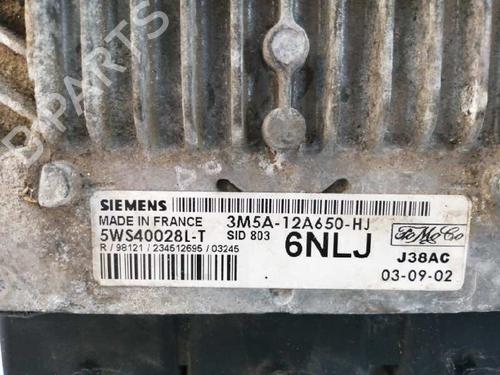 B-PARTS
SIEMENS
MADE IN FRANCE 3M5A-12A650-HJ
5WS40028L-T SID 803 6NLJ FoMoCo
R / 98121 / 234512695 / 03245 J38AC
03-09-02